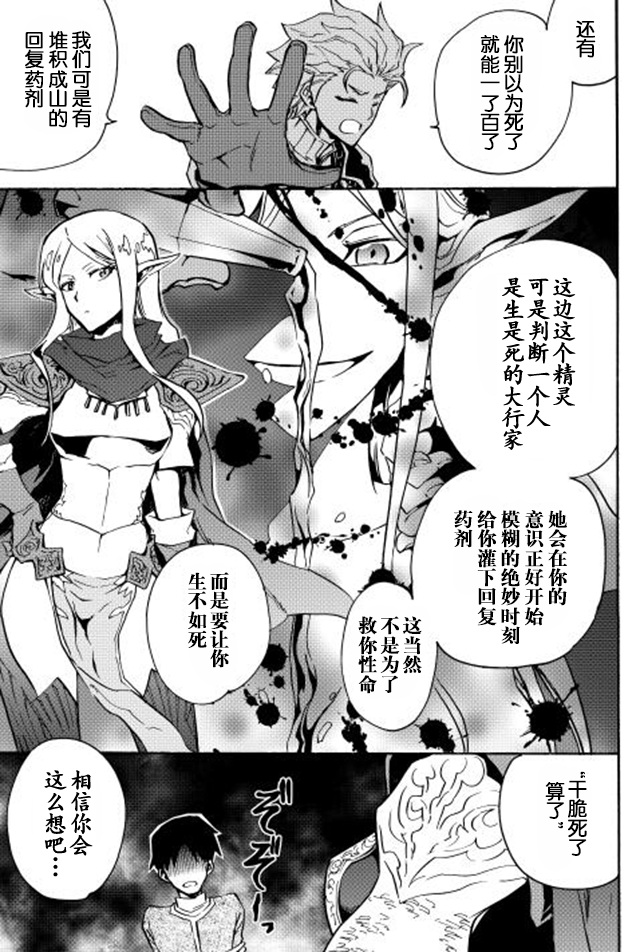 还有
你别以为死了
就能一了百了
我们可是有
堆积成山的
回复药剂
这边这个精灵
可是判断一个人
是生是死的大行家
她会在你的
意识正好开始
模糊的绝妙时刻
给你灌下回复
药剂
这当然
不是为了
救你性命
而是要让你
生不如死
“干脆死了
算了”
相信你会
这么想吧…
ぞぞぞ